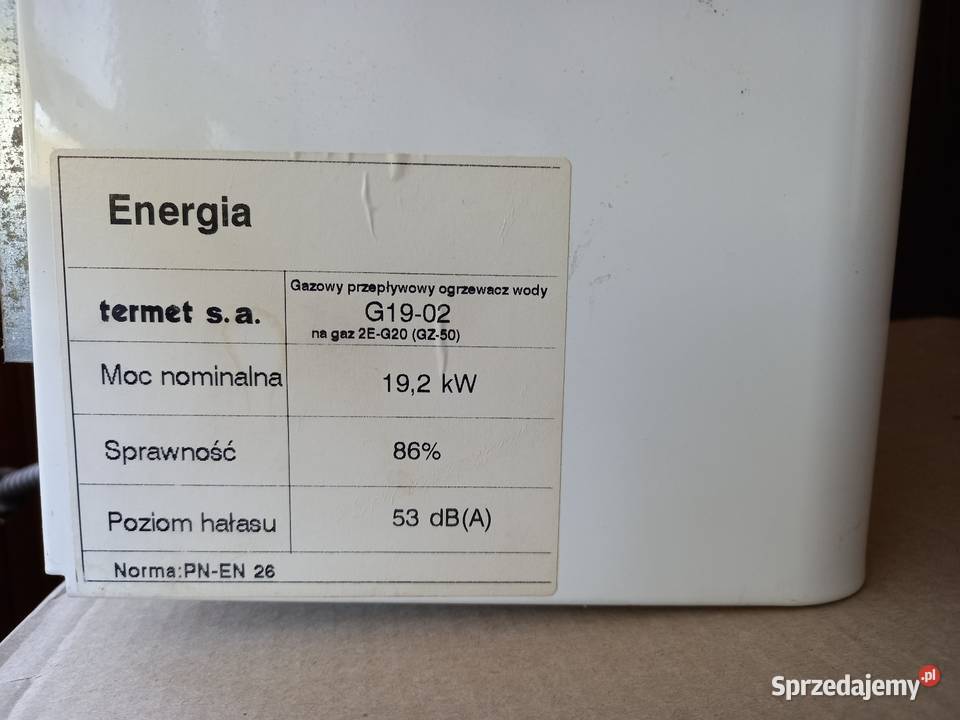 Energia
termet s.a.
Gazowy przepływowy ogrzewacz wody
G19-02
na gaz 2E-G20 (GZ-50)
Moc nominalna 19,2 kW
Sprawność 86%
Poziom hałasu 53 dB(A)
Norma:PN-EN 26
Sprzedajemy.pl